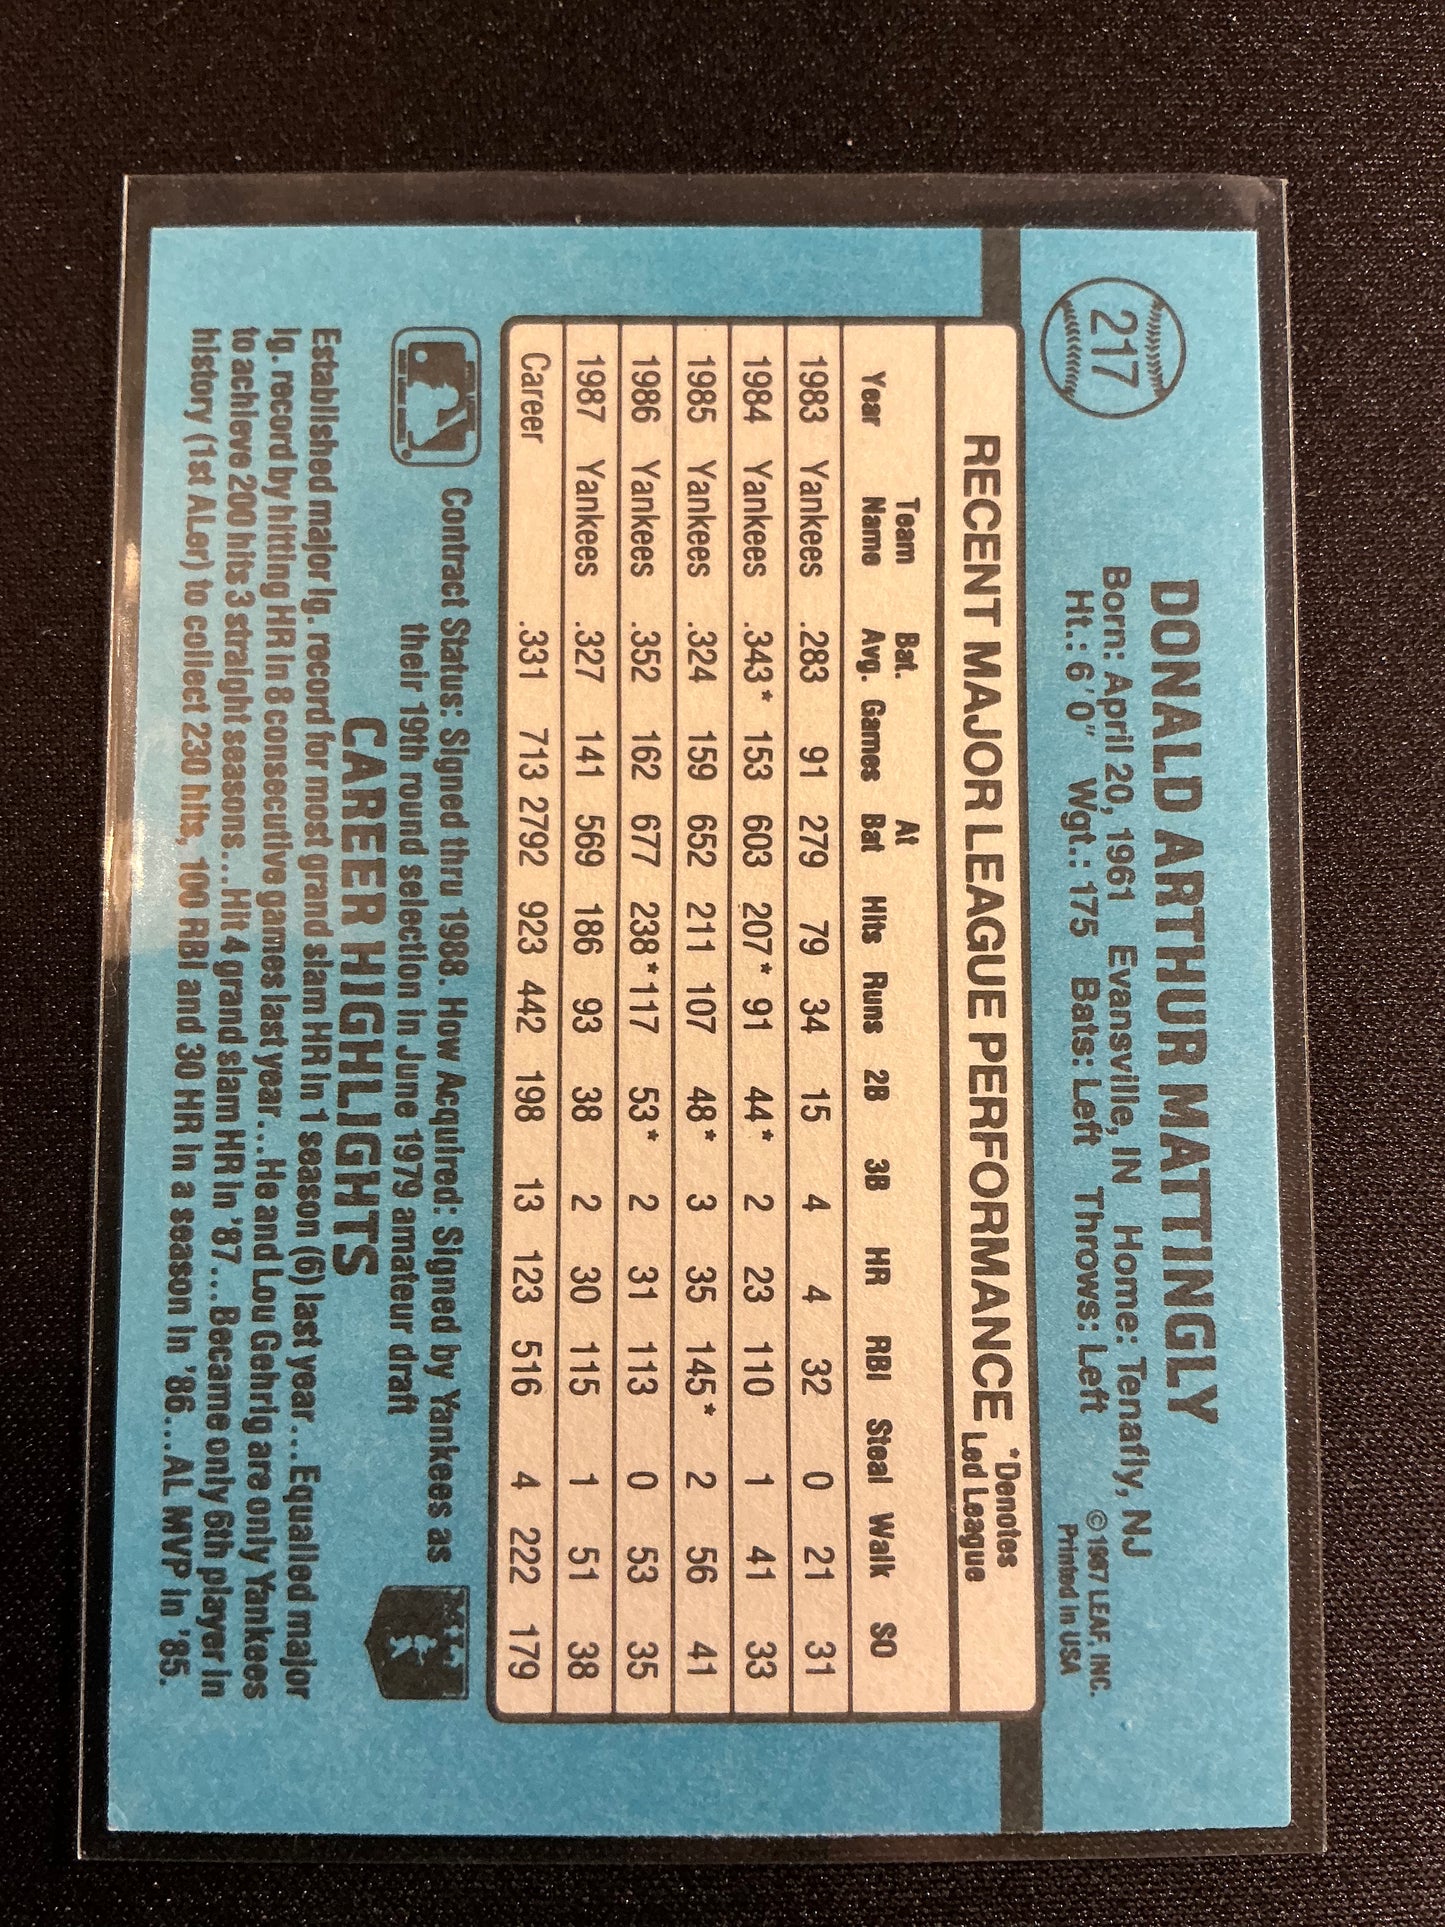 217
DONALD ARTHUR MATTINGLY
Born: April 20, 1961 Evansville, IN Home: Tenafly, NJ
Ht.: 6'0" Wgt.: 175 Bats: Left Throws: Left
© 1987 LEAF, INC.
Printed in USA
RECENT MAJOR LEAGUE PERFORMANCE *Denotes Led League
Year Team Name Bat. Avg. Games At Bat Hits Runs 2B 3B HR RBI Steal Walk SO
1983 Yankees .283 91 279 79 34 15 4 4 32 0 21 31
1984 Yankees .343* 153 603 207* 91 44* 2 23 110 1 41 33
1985 Yankees .324 159 652 211 107 48* 3 35 145* 2 56 41
1986 Yankees .352 162 677 238* 117 53* 2 31 113 0 53 35
1987 Yankees .327 141 569 186 93 38 2 30 115 1 51 38
Career .331 713 2792 923 442 198 13 123 516 4 222 179
Contract Status: Signed thru 1988. How Acquired: Signed by Yankees as
their 19th round selection in June 1979 amateur draft
CAREER HIGHLIGHTS
Established major lg. record for most grand slam HR in 1 season (6) last year...Equalled major
lg. record by hitting HR in 8 consecutive games last year...He and Lou Gehrig are only Yankees
to achieve 200 hits 3 straight seasons...Hit 4 grand slam HR in '87...Became only 6th player in
history (1st ALer) to collect 230 hits, 100 RBI and 30 HR in a season in '86...AL MVP in '85.